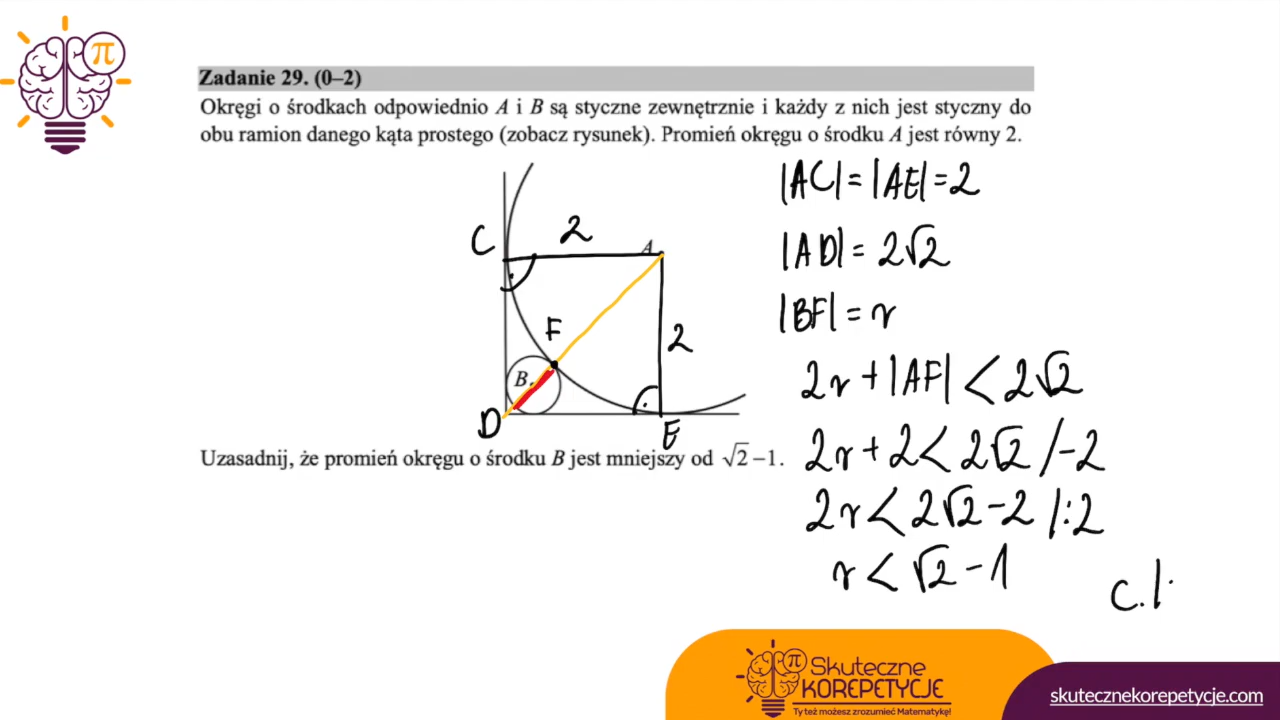 π
Zadanie 29. (0–2)
Okręgi o środkach odpowiednio A i B są styczne zewnętrznie i każdy z nich jest styczny do
obu ramion danego kąta prostego (zobacz rysunek). Promień okręgu o środku A jest równy 2.
|AC| = |AE| = 2
C 2 A
|AD| = 2√2
|BF| = r
F 2
2r + |AF| < 2√2
B
D E
Uzasadnij, że promień okręgu o środku B jest mniejszy od √2 – 1.
2r + 2 < 2√2 /-2
2r < 2√2 - 2 |:2
r < √2 - 1
c.
π
Skuteczne
KOREPETYCJE
Ty też możesz zrozumieć Matematykę!
skutecznekorepetycje.com